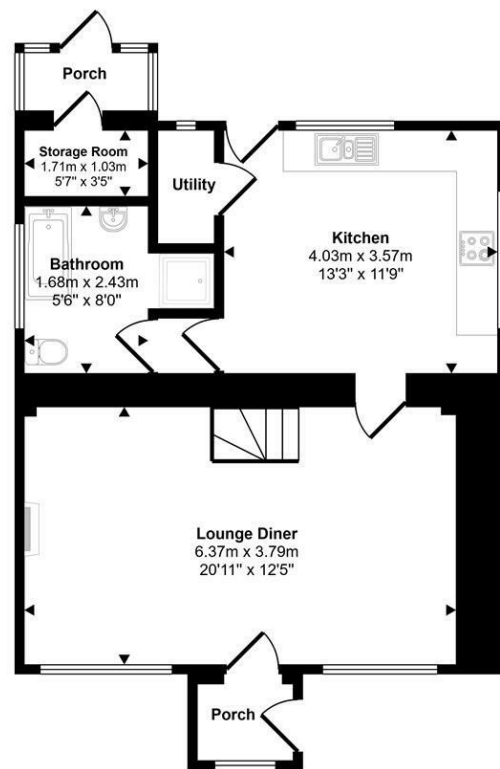 Porch
Storage Room
1.71m x 1.03m
5'7" x 3'5"
Utility
Kitchen
4.03m x 3.57m
13'3" x 11'9"
Bathroom
1.68m x 2.43m
5'6" x 8'0"
Lounge Diner
6.37m x 3.79m
20'11" x 12'5"
Porch